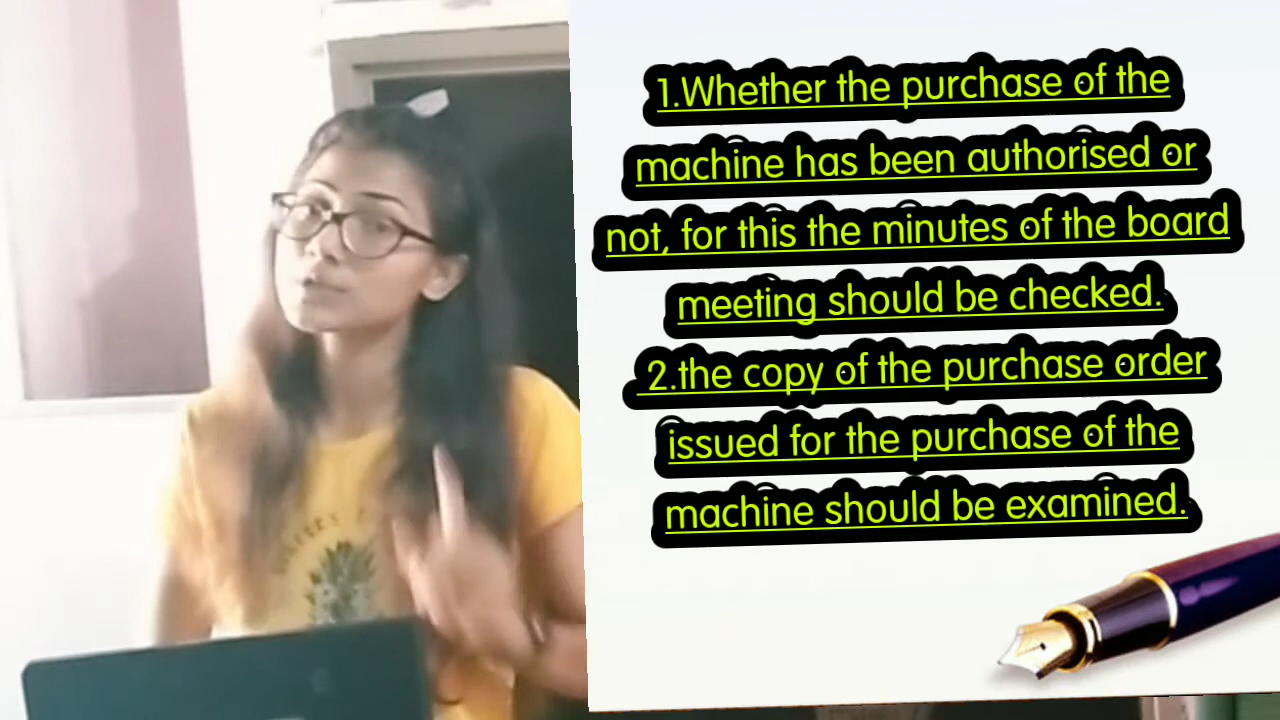 1.Whether the purchase of the
machine has been authorised or
not, for this the minutes of the board
meeting should be checked.
2.the copy of the purchase order
issued for the purchase of the
machine should be examined.